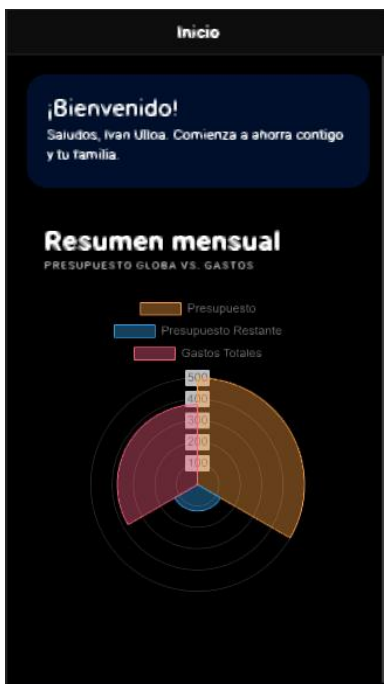 Inicio
¡Bienvenido!
Saludos, Ivan Ulloa. Comienza a ahorra contigo
y tu familia.
Resumen mensual
PRESUPUESTO GLOBA VS. GASTOS
Presupuesto
Presupuesto Restante
Gastos Totales
500
400
300
200
100